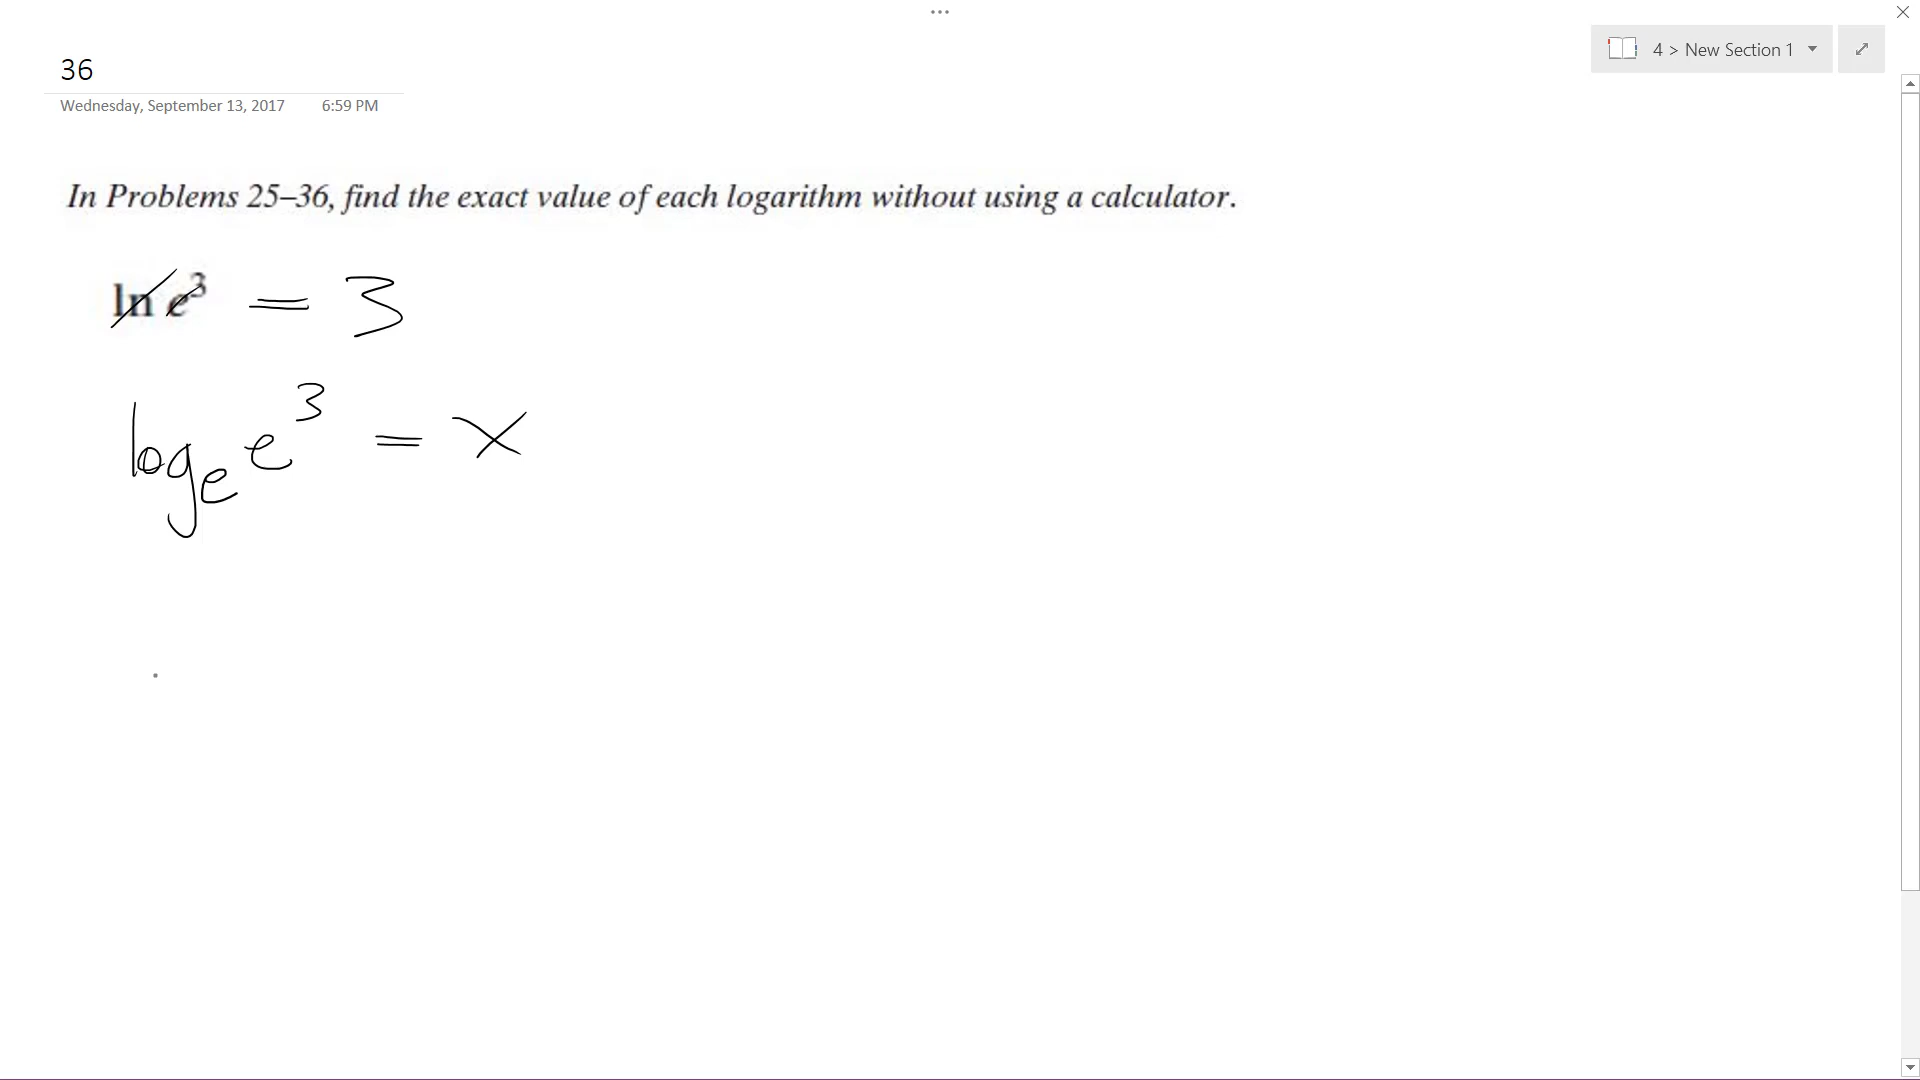 ...
4 > New Section 1
36
Wednesday, September 13, 2017 6:59 PM
In Problems 25–36, find the exact value of each logarithm without using a calculator.
ln e³ = 3
logₑ e³ = x